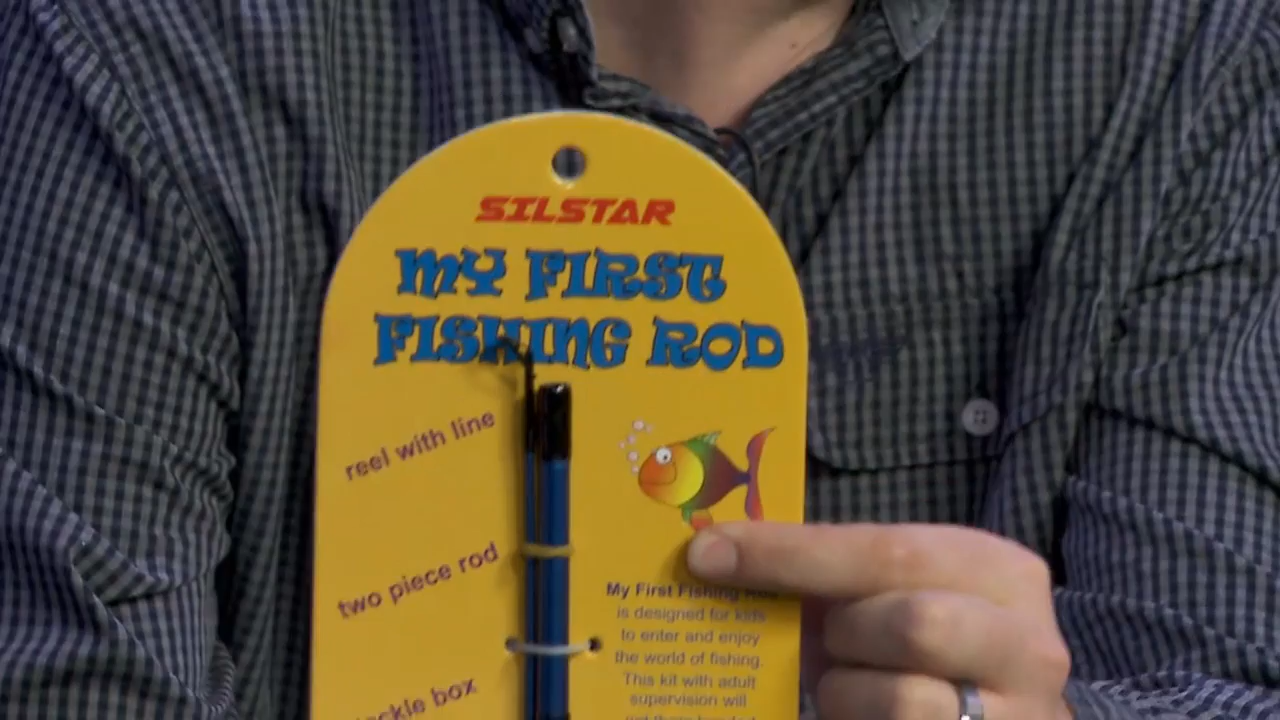 SILSTAR
MY FIRST
FISHING ROD
reel with line
two piece rod
tackle box
My First Fishing Rod
is designed for kids
to enter and enjoy
the world of fishing.
This kit with adult
supervision will